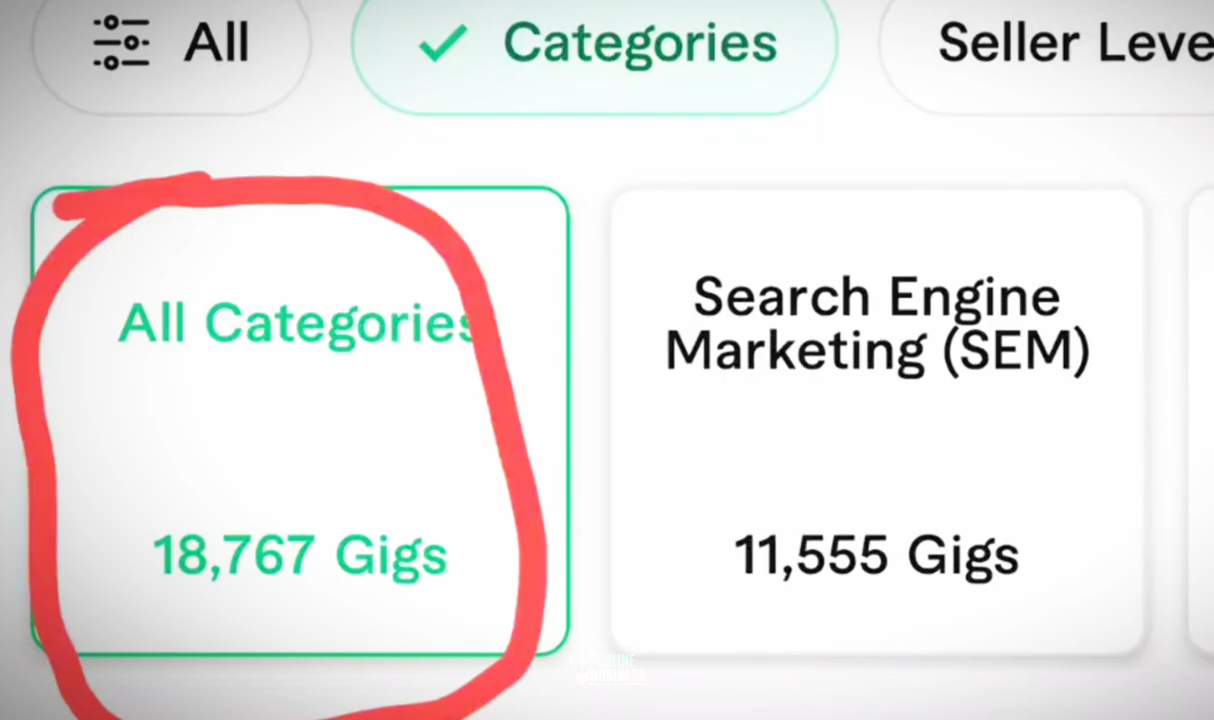 All
Categories
Seller Leve
All Categories
Search Engine
Marketing (SEM)
18,767 Gigs
11,555 Gigs